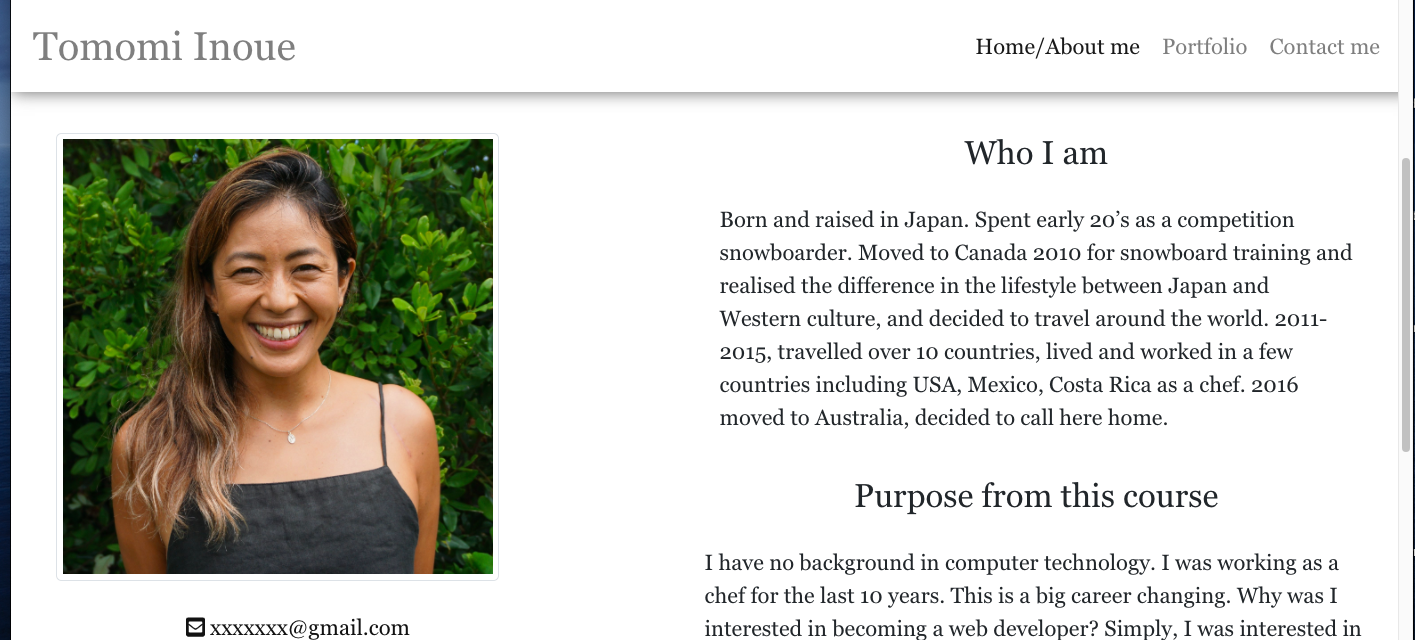 Tomomi Inoue
Home/About me Portfolio Contact me
Who I am
Born and raised in Japan. Spent early 20’s as a competition
snowboarder. Moved to Canada 2010 for snowboard training and
realised the difference in the lifestyle between Japan and
Western culture, and decided to travel around the world. 2011-
2015, travelled over 10 countries, lived and worked in a few
countries including USA, Mexico, Costa Rica as a chef. 2016
moved to Australia, decided to call here home.
Purpose from this course
I have no background in computer technology. I was working as a
chef for the last 10 years. This is a big career changing. Why was I
interested in becoming a web developer? Simply, I was interested in
xxxxxxx@gmail.com